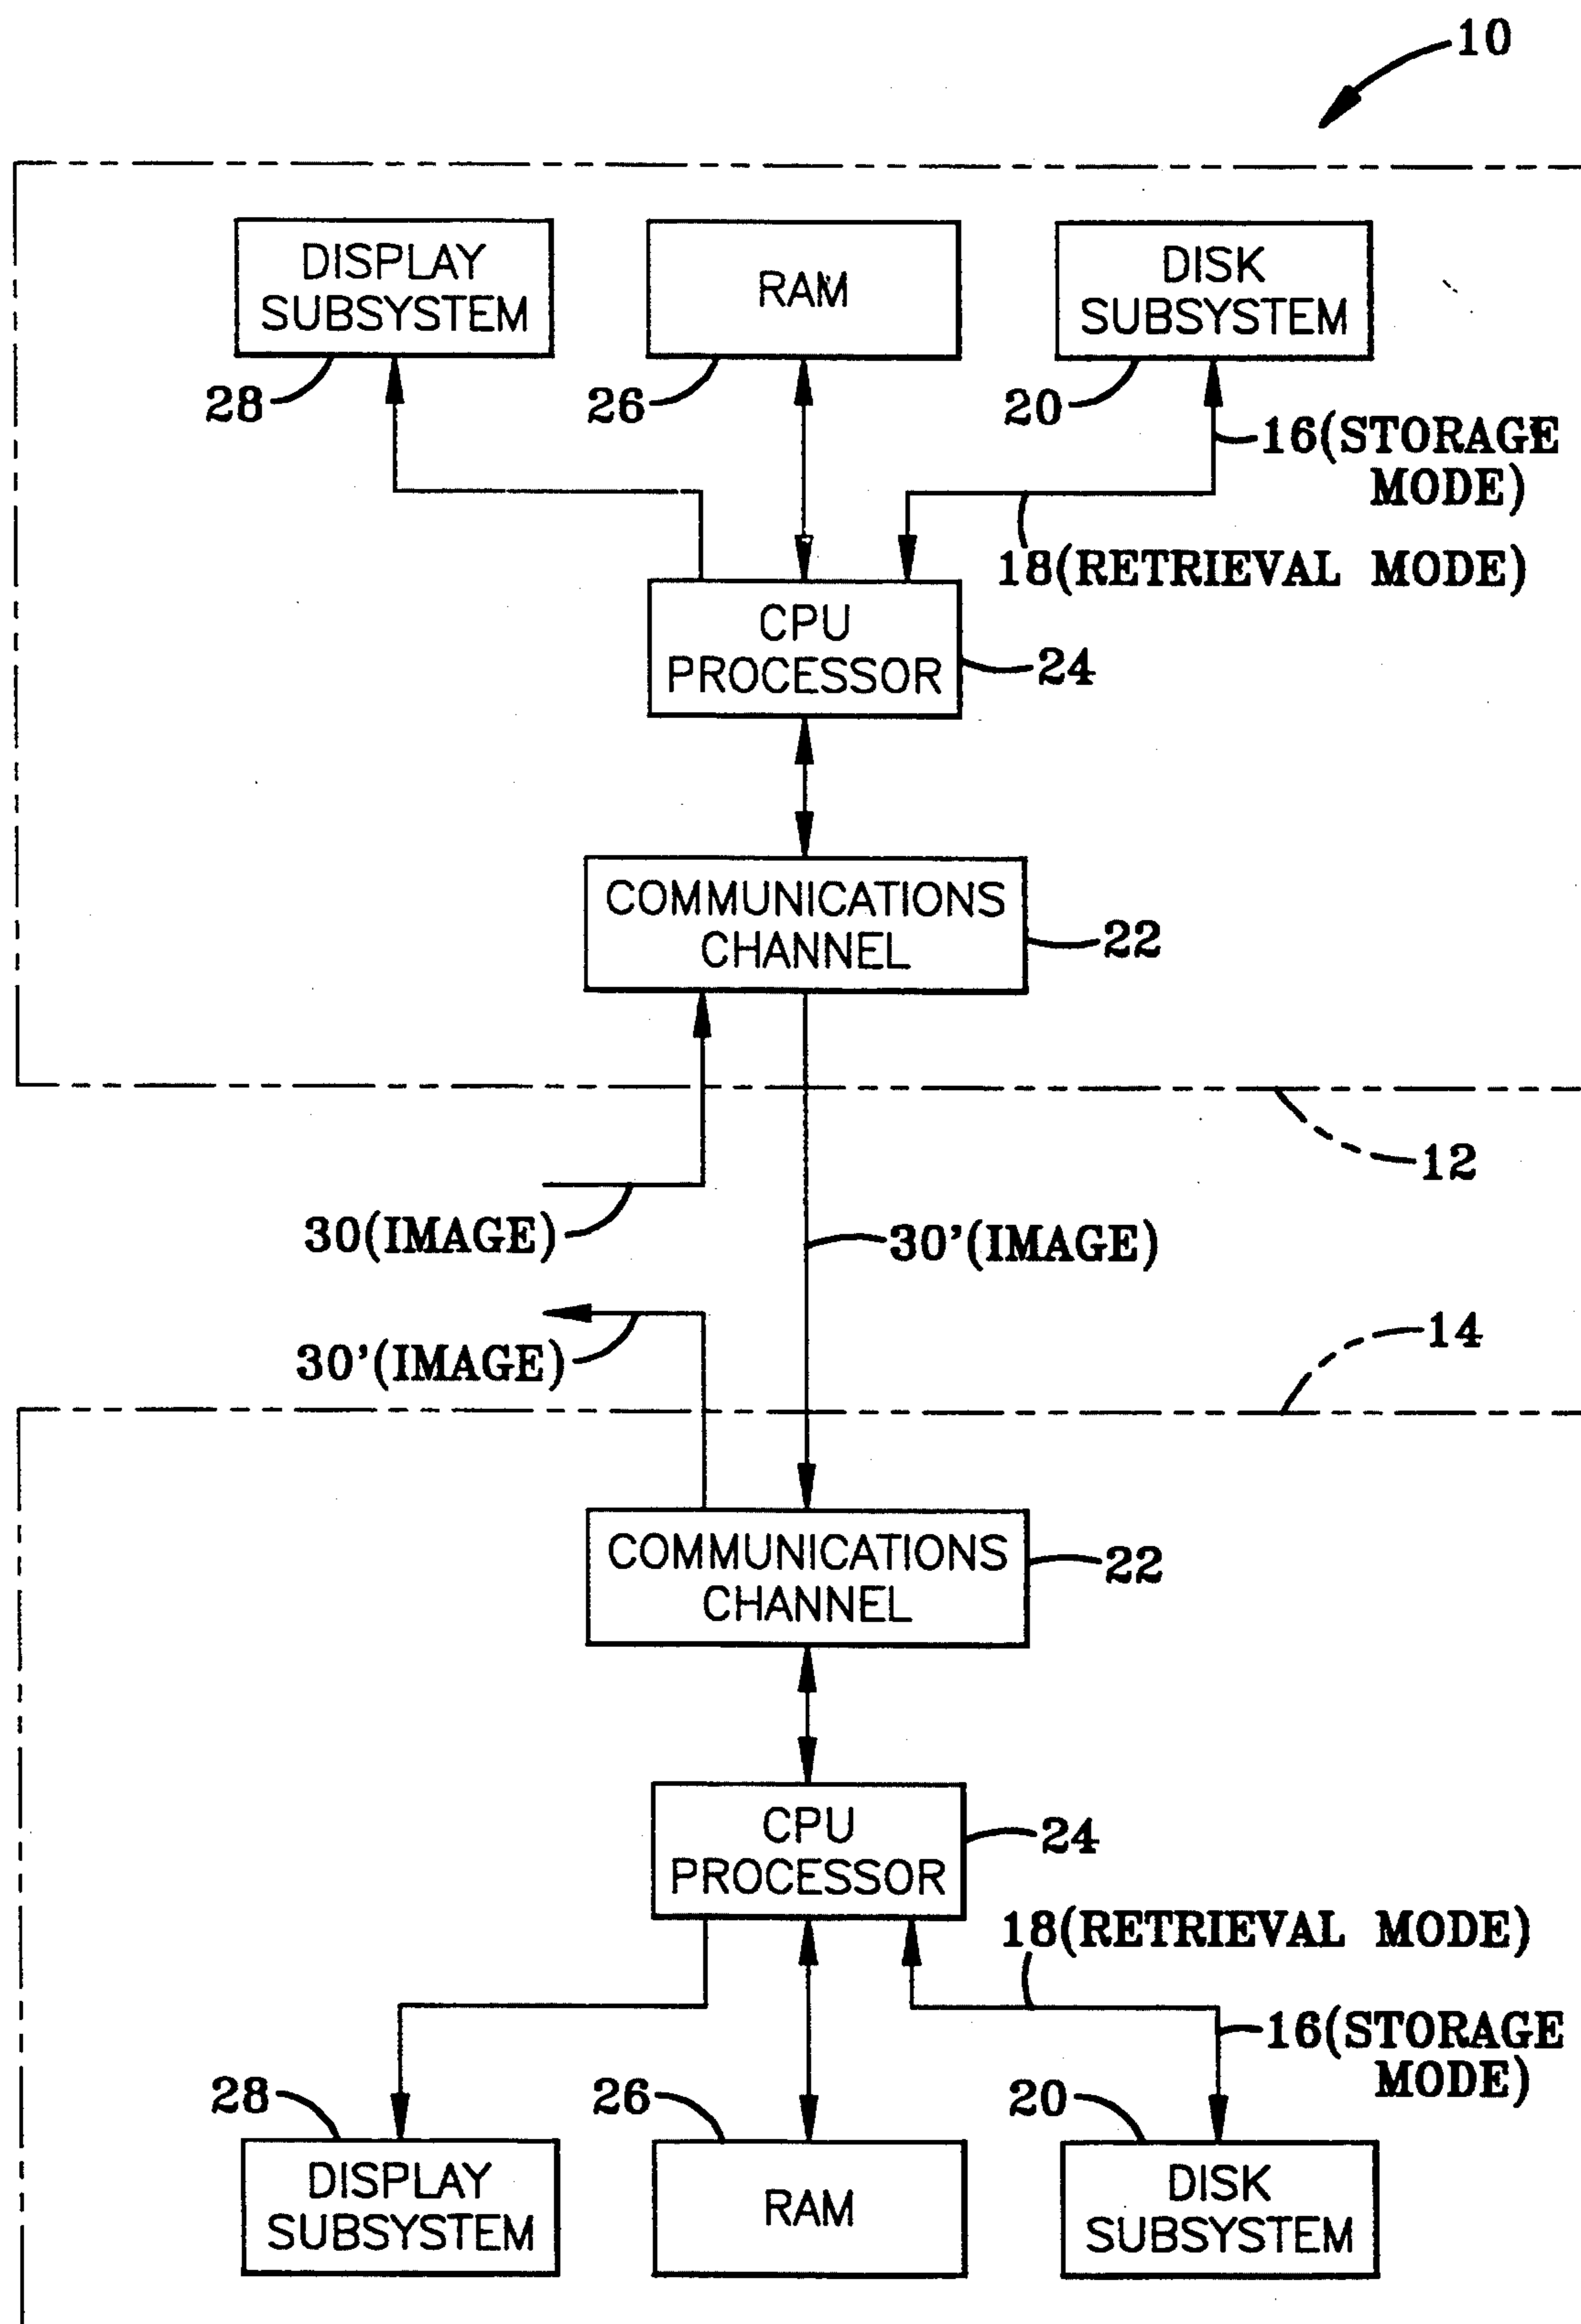 10
DISPLAY
SUBSYSTEM
RAM
DISK
SUBSYSTEM
28
26
20
16(STORAGE
MODE)
18(RETRIEVAL MODE)
CPU
PROCESSOR
24
COMMUNICATIONS
CHANNEL
22
12
30(IMAGE)
30'(IMAGE)
14
30'(IMAGE)
COMMUNICATIONS
CHANNEL
22
CPU
PROCESSOR
24
18(RETRIEVAL MODE)
16(STORAGE
MODE)
28
26
20
DISPLAY
SUBSYSTEM
RAM
DISK
SUBSYSTEM